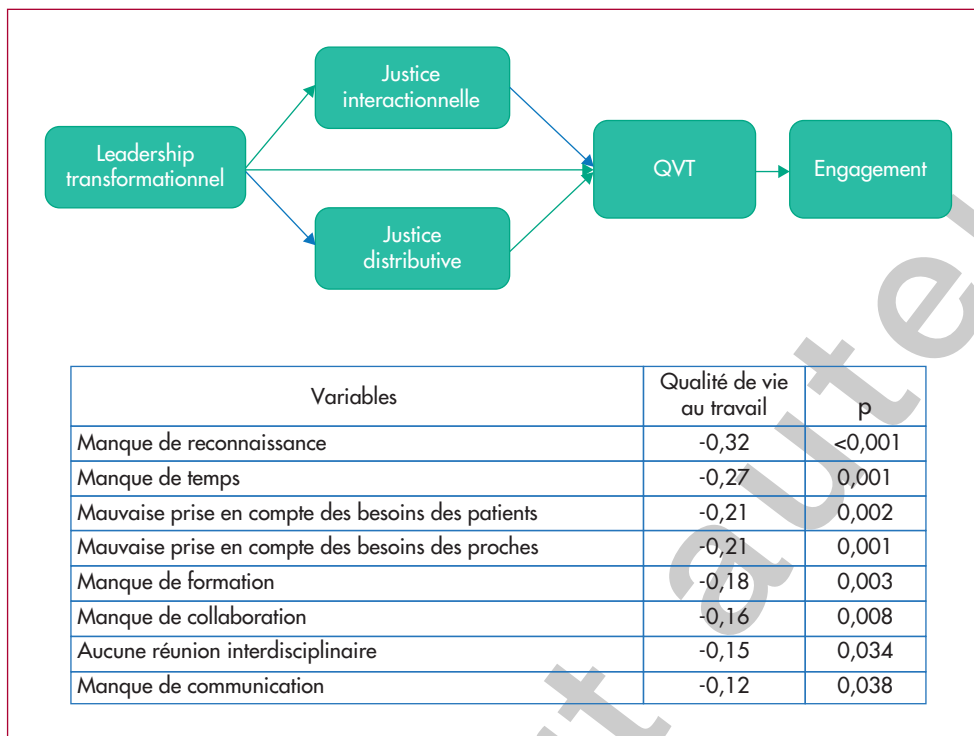 Justice
interactionnelle
Leadership
transformationnel
QVT
Engagement
Justice
distributive
Variables
Qualité de vie
au travail
p
Manque de reconnaissance -0,32 <0,001
Manque de temps -0,27 0,001
Mauvaise prise en compte des besoins des patients -0,21 0,002
Mauvaise prise en compte des besoins des proches -0,21 0,001
Manque de formation -0,18 0,003
Manque de collaboration -0,16 0,008
Aucune réunion interdisciplinaire -0,15 0,034
Manque de communication -0,12 0,038